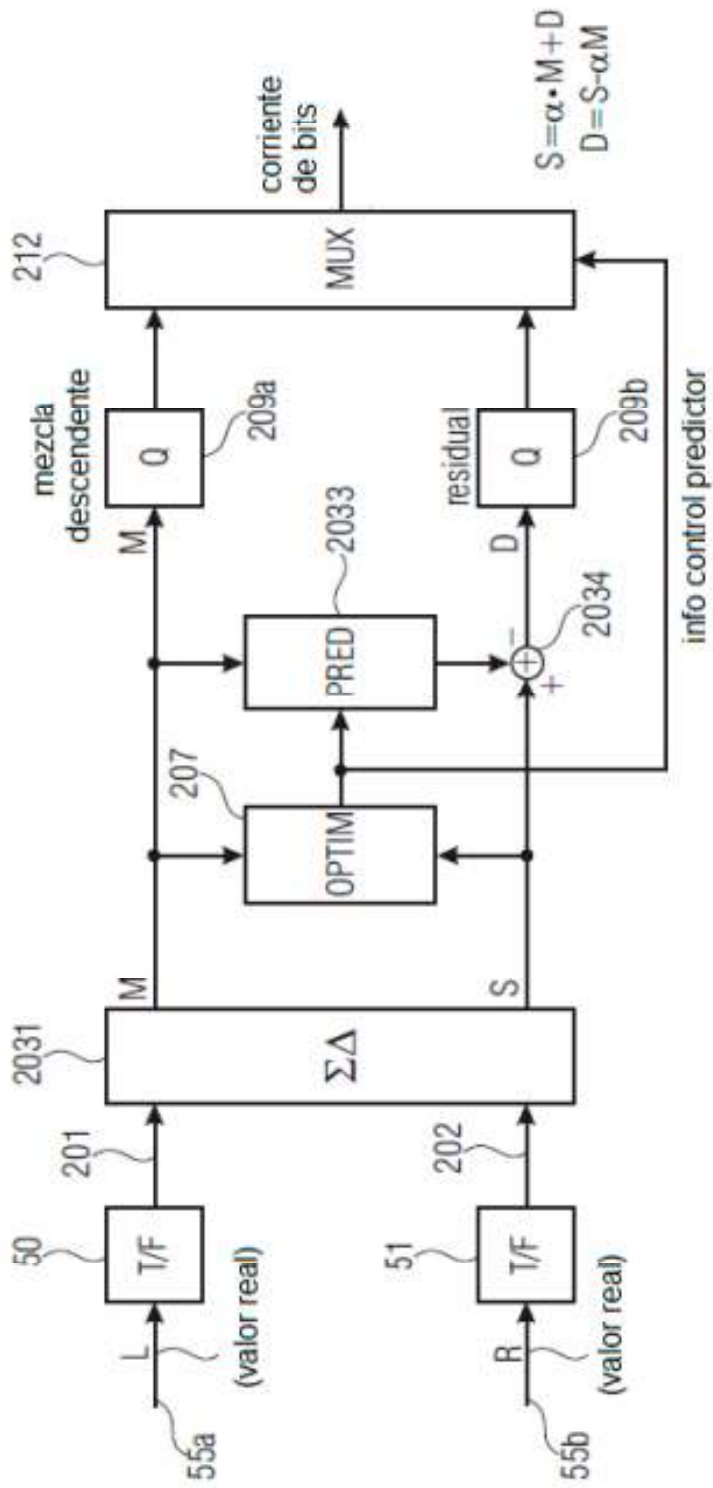 50
201
2031
55a
L
T/F
(valor real)
ΣΔ
M
207
OPTIM
PRED
2033
M
mezcla
descendente
Q
209a
212
MUX
corriente
de bits
55b
R
51
T/F
(valor real)
202
S
+
+
−
2034
D
residual
Q
209b
info control predictor
S=α•M+D
D=S-αM